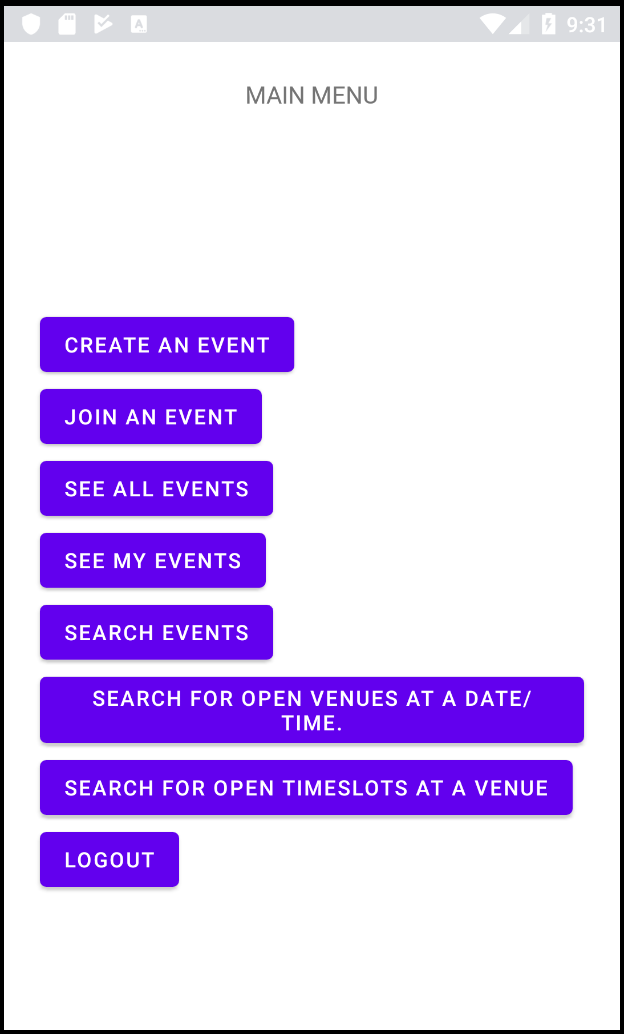 9:31
MAIN MENU
CREATE AN EVENT
JOIN AN EVENT
SEE ALL EVENTS
SEE MY EVENTS
SEARCH EVENTS
SEARCH FOR OPEN VENUES AT A DATE/
TIME.
SEARCH FOR OPEN TIMESLOTS AT A VENUE
LOGOUT